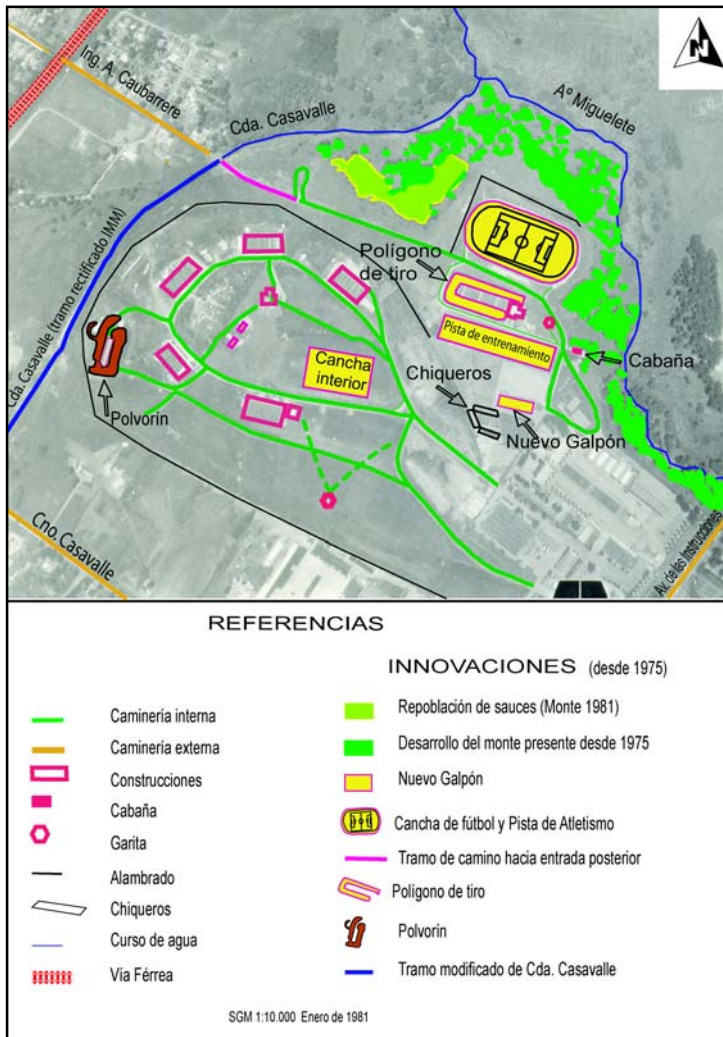 N
Ing. A. Caubarrere
Cda. Casavalle
Aº Miguelete
Cda. Casavalle (tramo rectificado IMM)
Polígono
de tiro
Pista de entrenamiento
Cabaña
Cancha
interior
Chiqueros
Nuevo Galpón
Polvorín
Cno. Casavalle
Av. de las Instrucciones
REFERENCIAS
Caminería interna
Caminería externa
Construcciones
Cabaña
Garita
Alambrado
Chiqueros
Curso de agua
Vía Férrea
INNOVACIONES (desde 1975)
Repoblación de sauces (Monte 1981)
Desarrollo del monte presente desde 1975
Nuevo Galpón
Cancha de fútbol y Pista de Atletismo
Tramo de camino hacia entrada posterior
Polígono de tiro
Polvorín
Tramo modificado de Cda. Casavalle
SGM 1:10.000 Enero de 1981